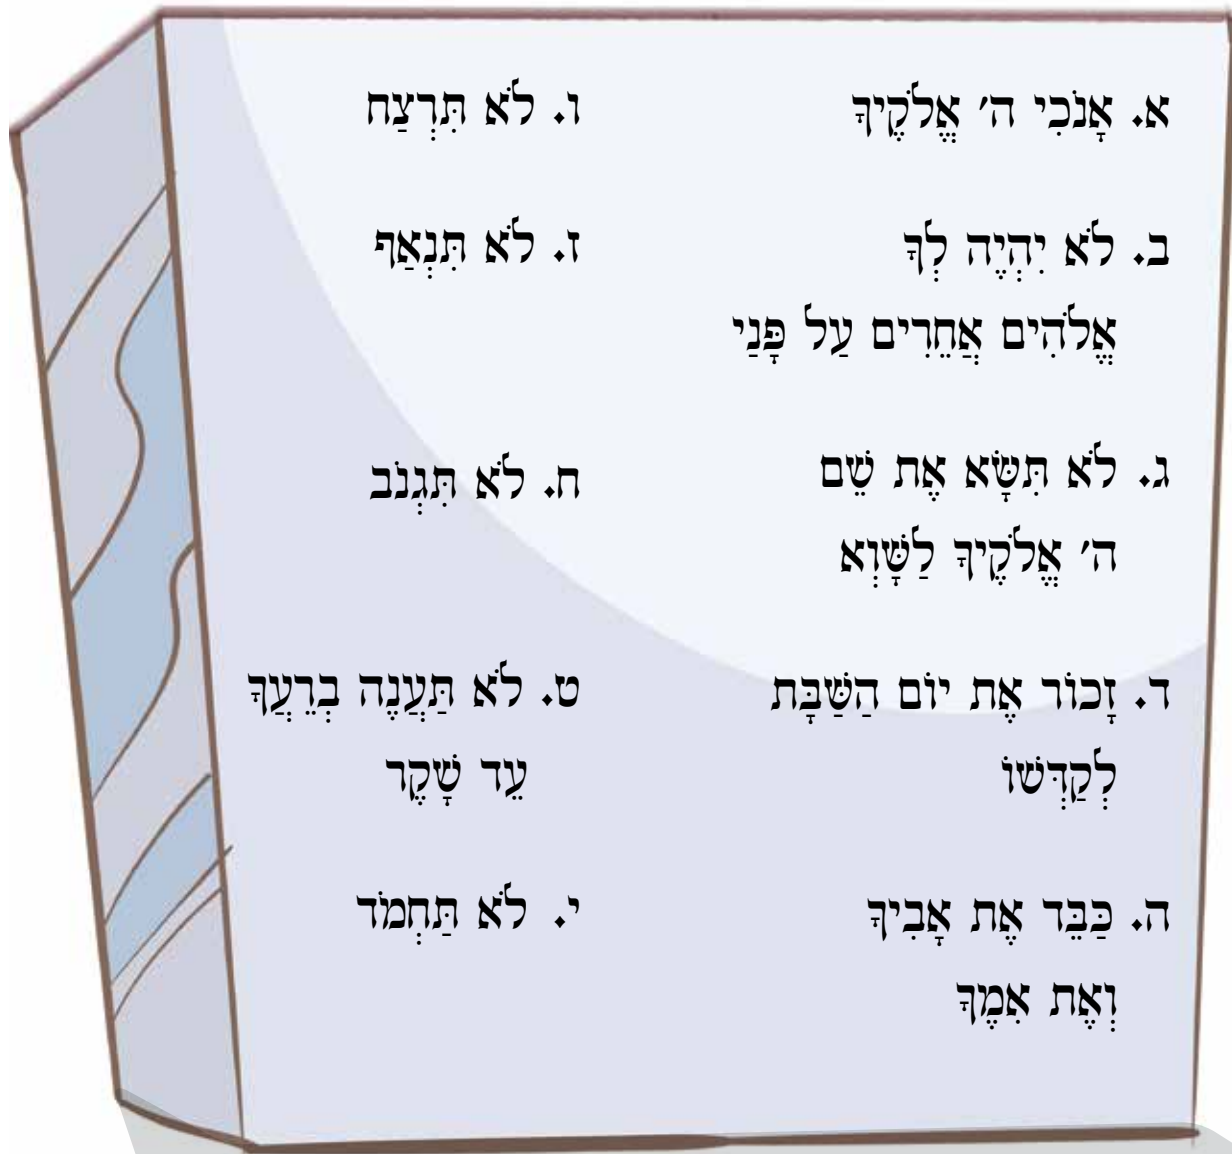 א. אָנֹכִי ה' אֱלֹקֶיךָ
ב. לֹא יִהְיֶה לְךָ
אֱלֹהִים אֲחֵרִים עַל פָּנַי
ג. לֹא תִּשָּׂא אֶת שֵׁם
ה' אֱלֹקֶיךָ לַשָּׁוְא
ד. זָכוֹר אֶת יוֹם הַשַּׁבָּת
לְקַדְּשׁוֹ
ה. כַּבֵּד אֶת אָבִיךָ
וְאֶת אִמֶּךָ
ו. לֹא תִּרְצַח
ז. לֹא תִּנְאַף
ח. לֹא תִּגְנֹב
ט. לֹא תַּעֲנֶה בְרֵעֲךָ
עֵד שָׁקֶר
י. לֹא תַּחְמֹד